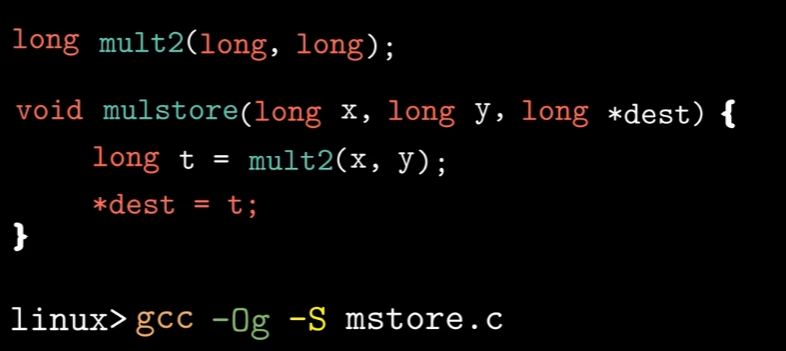 long mult2(long, long);
void mulstore(long x, long y, long *dest) {
long t = mult2(x, y);
*dest = t;
}
linux> gcc -Og -S mstore.c